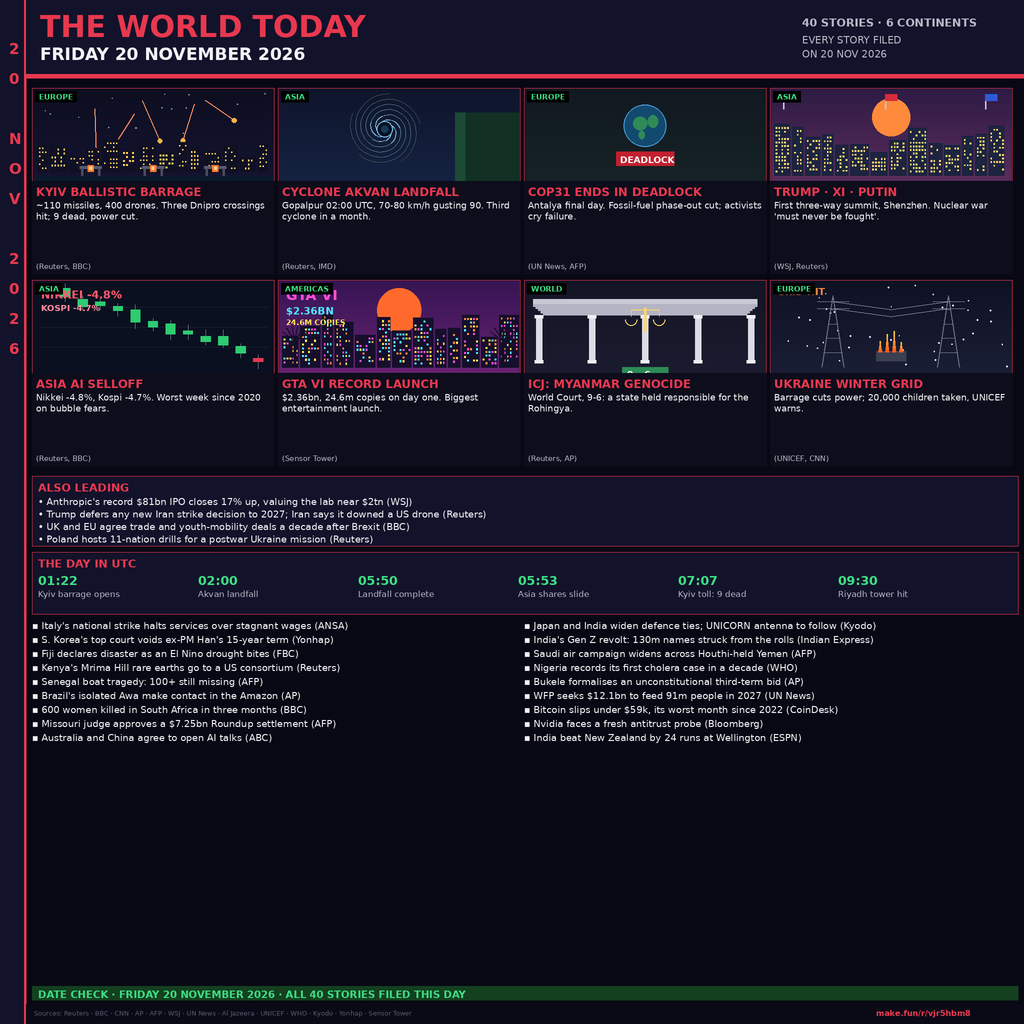 THE WORLD TODAY
FRIDAY 20 NOVEMBER 2026
40 STORIES · 6 CONTINENTS
EVERY STORY FILED
ON 20 NOV 2026
2
0
N
O
V
2
0
2
6
EUROPE
KYIV BALLISTIC BARRAGE
~110 missiles, 400 drones. Three Dnipro crossings
hit; 9 dead, power cut.
(Reuters, BBC)
ASIA
CYCLONE AKVAN LANDFALL
Gopalpur 02:00 UTC, 70-80 km/h gusting 90. Third
cyclone in a month.
(Reuters, IMD)
EUROPE
DEADLOCK
COP31 ENDS IN DEADLOCK
Antalya final day. Fossil-fuel phase-out cut; activists
cry failure.
(UN News, AFP)
ASIA
TRUMP · XI · PUTIN
First three-way summit, Shenzhen. Nuclear war
'must never be fought'.
(WSJ, Reuters)
ASIA
NIKKEI -4.8%
KOSPI -4.7%
ASIA AI SELLOFF
Nikkei -4.8%, Kospi -4.7%. Worst week since 2020
on bubble fears.
(Reuters, BBC)
AMERICAS
GTA VI
$2.36BN
24.6M COPIES
GTA VI RECORD LAUNCH
$2.36bn, 24.6m copies on day one. Biggest
entertainment launch.
(Sensor Tower)
WORLD
ICJ: MYANMAR GENOCIDE
World Court, 9-6: a state held responsible for the
Rohingya.
(Reuters, AP)
EUROPE
UKRAINE WINTER GRID
Barrage cuts power; 20,000 children taken, UNICEF
warns.
(UNICEF, CNN)
ALSO LEADING
• Anthropic's record $81bn IPO closes 17% up, valuing the lab near $2tn (WSJ)
• Trump defers any new Iran strike decision to 2027; Iran says it downed a US drone (Reuters)
• UK and EU agree trade and youth-mobility deals a decade after Brexit (BBC)
• Poland hosts 11-nation drills for a postwar Ukraine mission (Reuters)
THE DAY IN UTC
01:22
Kyiv barrage opens
02:00
Akvan landfall
05:50
Landfall complete
05:53
Asia shares slide
07:07
Kyiv toll: 9 dead
09:30
Riyadh tower hit
▪ Italy's national strike halts services over stagnant wages (ANSA)
▪ S. Korea's top court voids ex-PM Han's 15-year term (Yonhap)
▪ Fiji declares disaster as an El Nino drought bites (FBC)
▪ Kenya's Mrima Hill rare earths go to a US consortium (Reuters)
▪ Senegal boat tragedy: 100+ still missing (AFP)
▪ Brazil's isolated Awa make contact in the Amazon (AP)
▪ 600 women killed in South Africa in three months (BBC)
▪ Missouri judge approves a $7.25bn Roundup settlement (AFP)
▪ Australia and China agree to open AI talks (ABC)
▪ Japan and India widen defence ties; UNICORN antenna to follow (Kyodo)
▪ India's Gen Z revolt: 130m names struck from the rolls (Indian Express)
▪ Saudi air campaign widens across Houthi-held Yemen (AFP)
▪ Nigeria records its first cholera case in a decade (WHO)
▪ Bukele formalises an unconstitutional third-term bid (AP)
▪ WFP seeks $12.1bn to feed 91m people in 2027 (UN News)
▪ Bitcoin slips under $59k, its worst month since 2022 (CoinDesk)
▪ Nvidia faces a fresh antitrust probe (Bloomberg)
▪ India beat New Zealand by 24 runs at Wellington (ESPN)
DATE CHECK · FRIDAY 20 NOVEMBER 2026 · ALL 40 STORIES FILED THIS DAY
Sources: Reuters · BBC · CNN · AP · AFP · WSJ · UN News · Al Jazeera · UNICEF · WHO · Kyodo · Yonhap · Sensor Tower
make.fun/r/vjr5hbm8